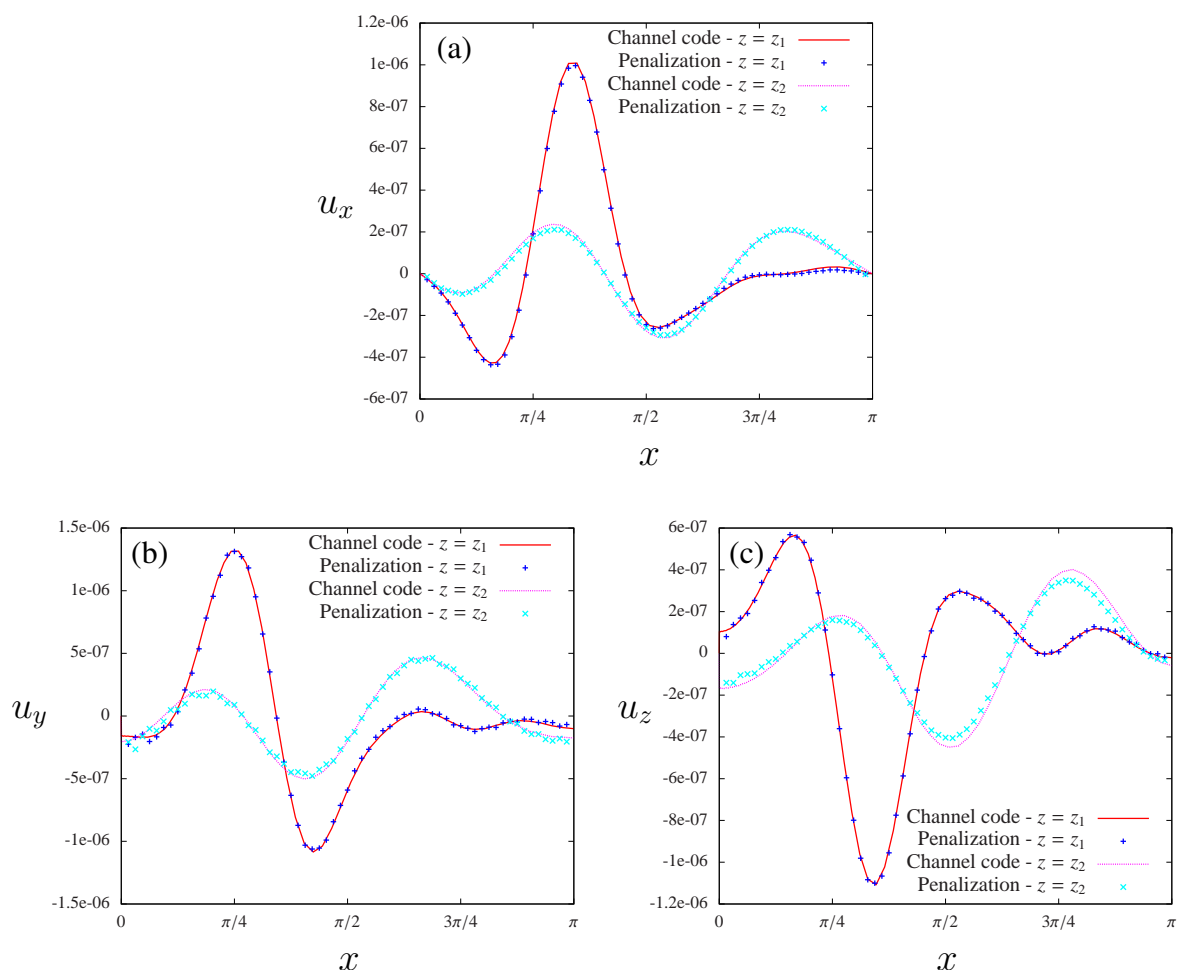 (a)
Channel code - z = z₁
Penalization - z = z₁
Channel code - z = z₂
Penalization - z = z₂
1.2e-06
1e-06
8e-07
6e-07
4e-07
2e-07
0
-2e-07
-4e-07
-6e-07
uₓ
0 π/4 π/2 3π/4 π
x
(b)
Channel code - z = z₁
Penalization - z = z₁
Channel code - z = z₂
Penalization - z = z₂
1.5e-06
1e-06
5e-07
0
-5e-07
-1e-06
-1.5e-06
u_y
0 π/4 π/2 3π/4 π
x
(c)
6e-07
4e-07
2e-07
0
-2e-07
-4e-07
-6e-07
-8e-07
-1e-06
-1.2e-06
u_z
Channel code - z = z₁
Penalization - z = z₁
Channel code - z = z₂
Penalization - z = z₂
0 π/4 π/2 3π/4 π
x